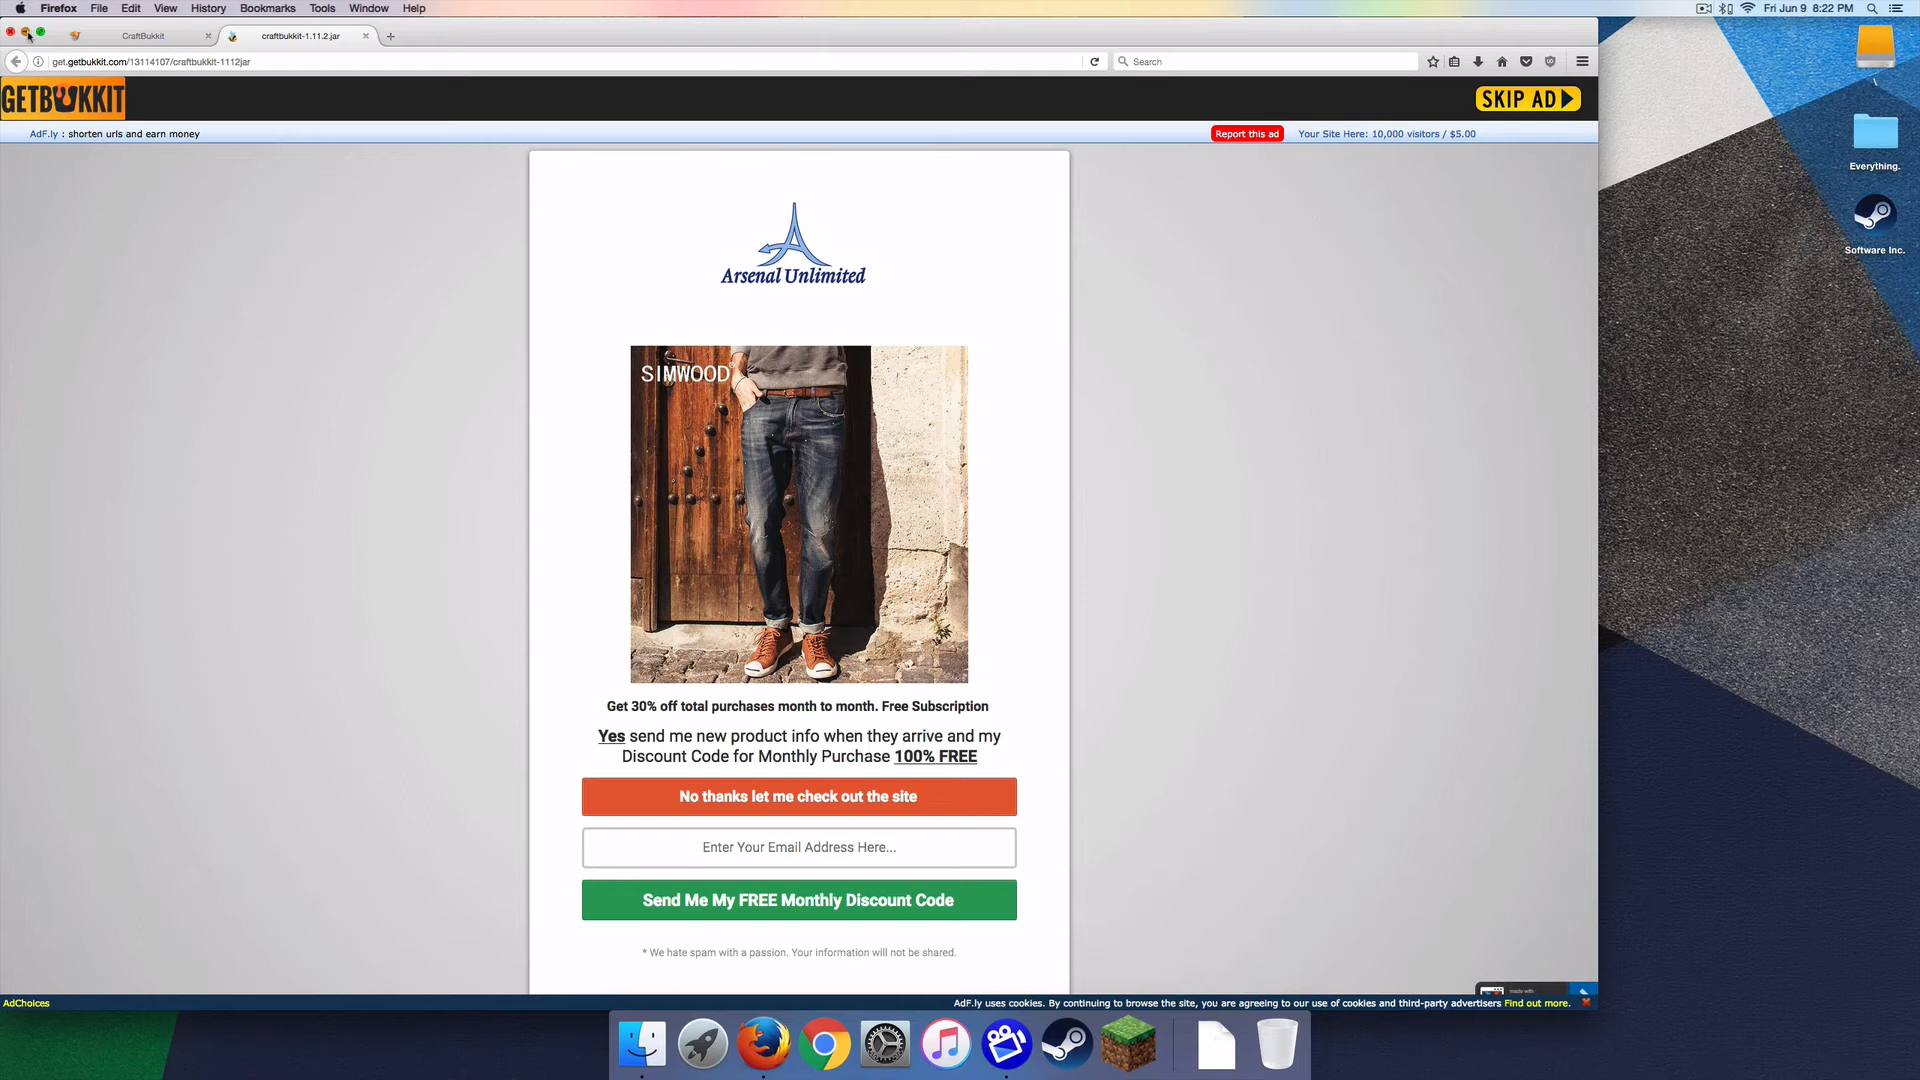 Firefox File Edit View History Bookmarks Tools Window Help
Fri Jun 9 8:22 PM
CraftBukkit
craftbukkit-1.11.2.jar
get.getbukkit.com/13114107/craftbukkit-1112jar
Search
GETBUKKIT
SKIP AD
AdF.ly : shorten urls and earn money
Report this ad
Your Site Here: 10,000 visitors / $5.00
Everything.
Software Inc.
Arsenal Unlimited
SIMWOOD
Get 30% off total purchases month to month. Free Subscription
Yes send me new product info when they arrive and my
Discount Code for Monthly Purchase 100% FREE
No thanks let me check out the site
Enter Your Email Address Here...
Send Me My FREE Monthly Discount Code
* We hate spam with a passion. Your information will not be shared.
made with
AdChoices
AdF.ly uses cookies. By continuing to browse the site, you are agreeing to our use of cookies and third-party advertisers Find out more.